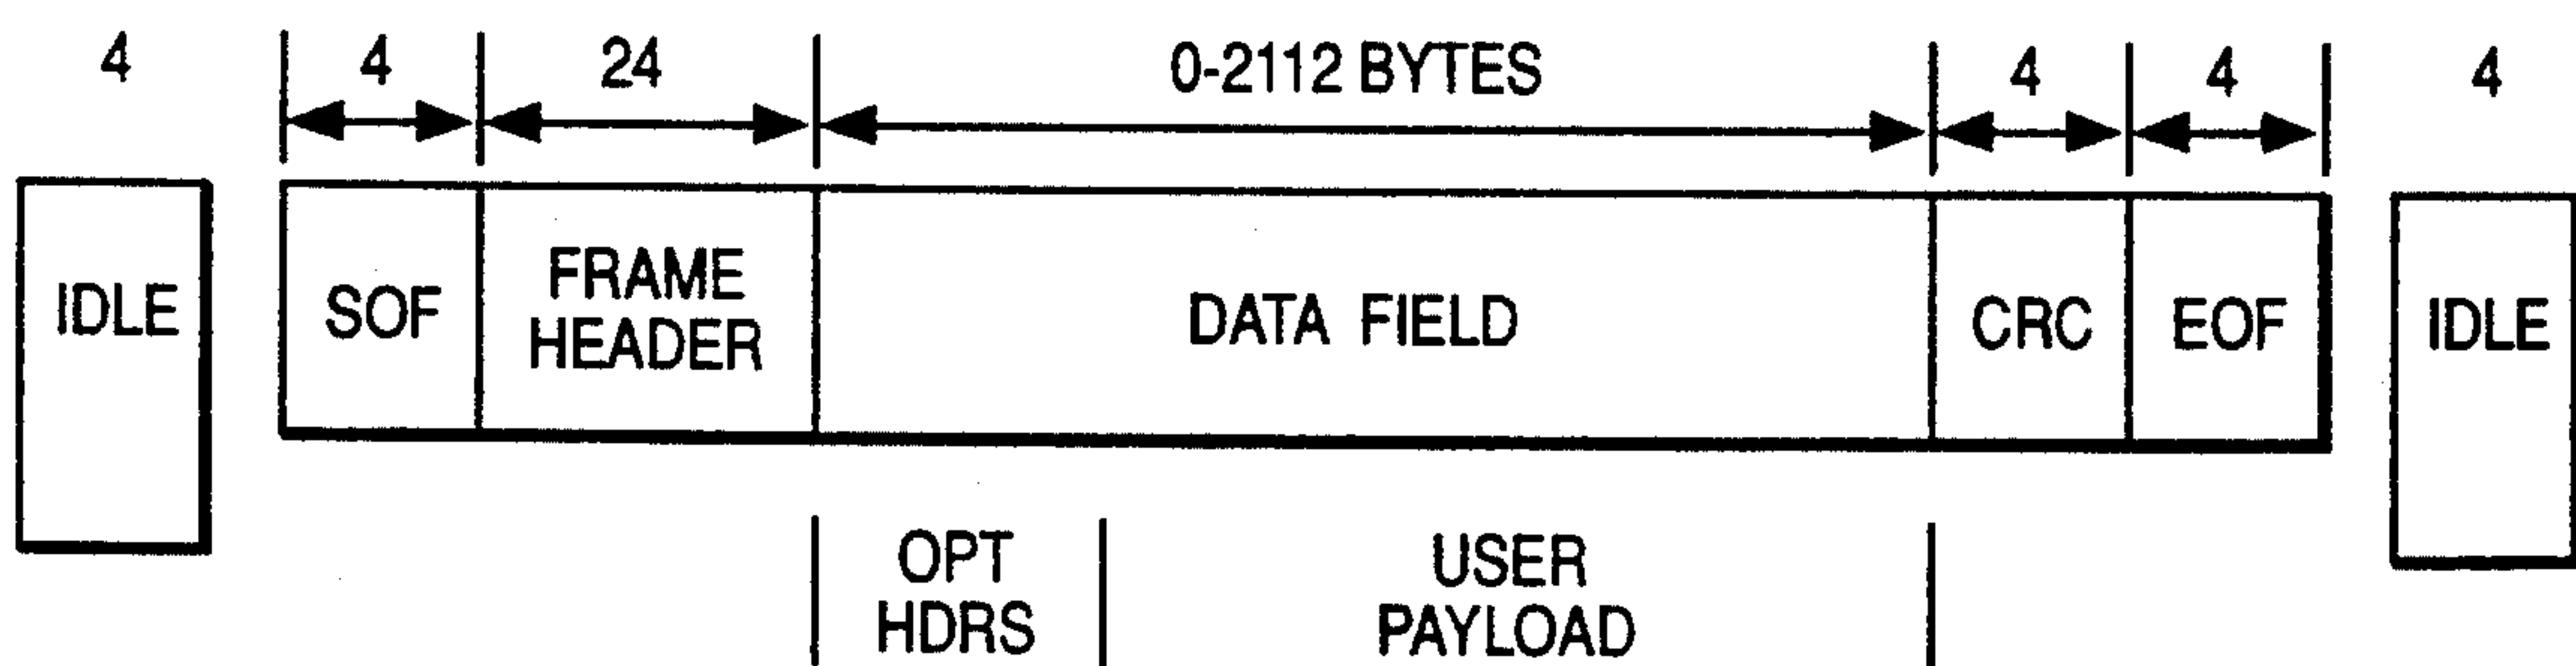 4 4 24 0-2112 BYTES 4 4 4
IDLE SOF FRAME HEADER DATA FIELD CRC EOF IDLE
OPT HDRS USER PAYLOAD